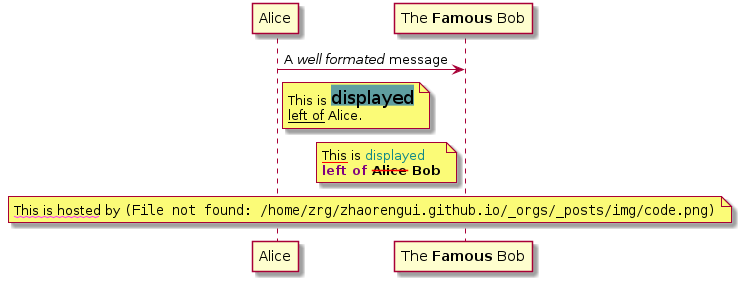 Alice
The Famous Bob
A well formated message
This is displayed
left of Alice.
This is displayed
left of Alice Bob
This is hosted by (File not found: /home/zrg/zhaorengui.github.io/_orgs/_posts/img/code.png)
Alice
The Famous Bob